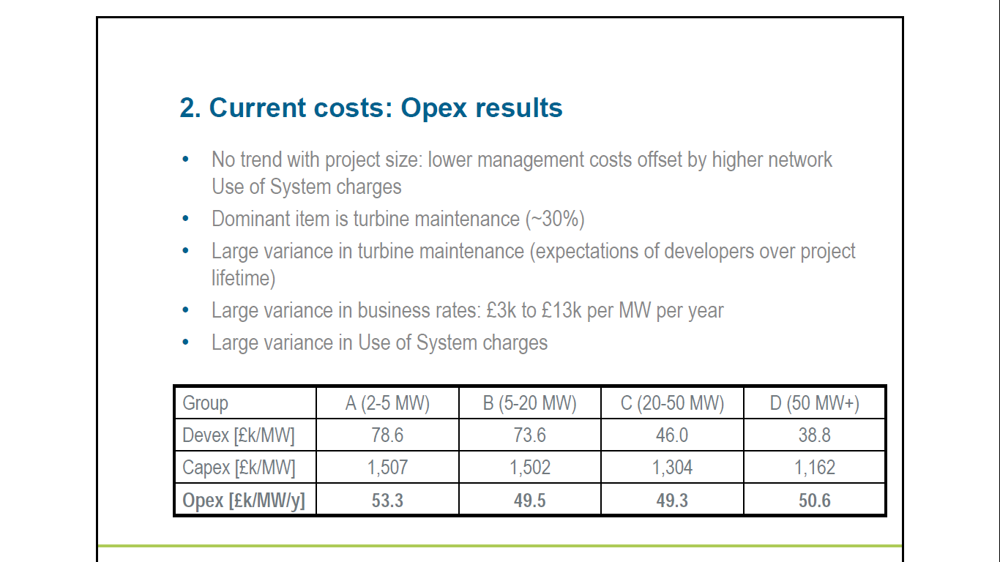 2. Current costs: Opex results
• No trend with project size: lower management costs offset by higher network
Use of System charges
• Dominant item is turbine maintenance (~30%)
• Large variance in turbine maintenance (expectations of developers over project
lifetime)
• Large variance in business rates: £3k to £13k per MW per year
• Large variance in Use of System charges
Group A (2-5 MW) B (5-20 MW) C (20-50 MW) D (50 MW+)
Devex [£k/MW] 78.6 73.6 46.0 38.8
Capex [£k/MW] 1,507 1,502 1,304 1,162
Opex [£k/MW/y] 53.3 49.5 49.3 50.6